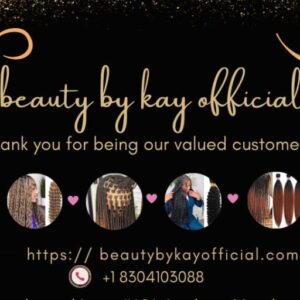 beauty by kay official
ank you for being our valued custome
https:// beautybykayofficial.com
+1 8304103088